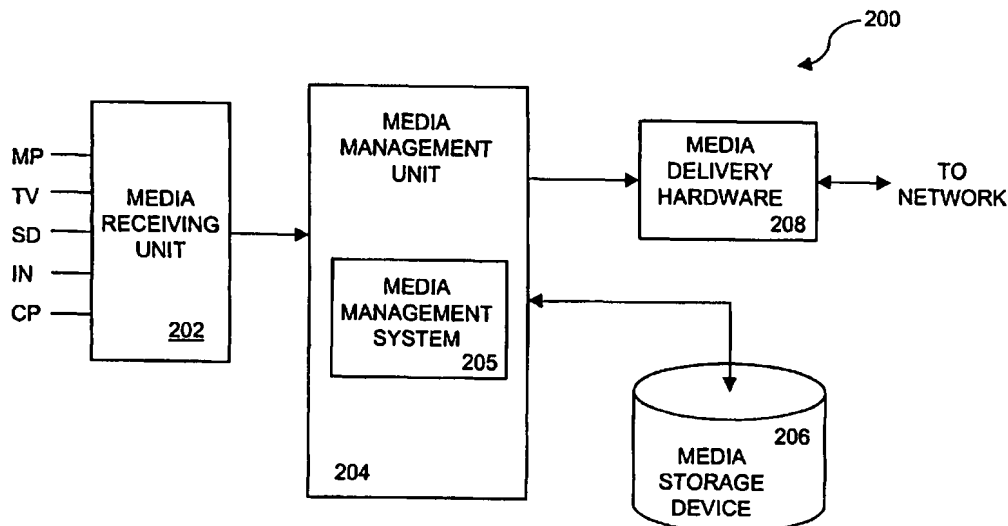 200
MP
TV
SD
IN
CP
MEDIA
RECEIVING
UNIT
202
MEDIA
MANAGEMENT
UNIT
MEDIA
MANAGEMENT
SYSTEM
205
204
MEDIA
DELIVERY
HARDWARE
208
TO
NETWORK
206
MEDIA
STORAGE
DEVICE